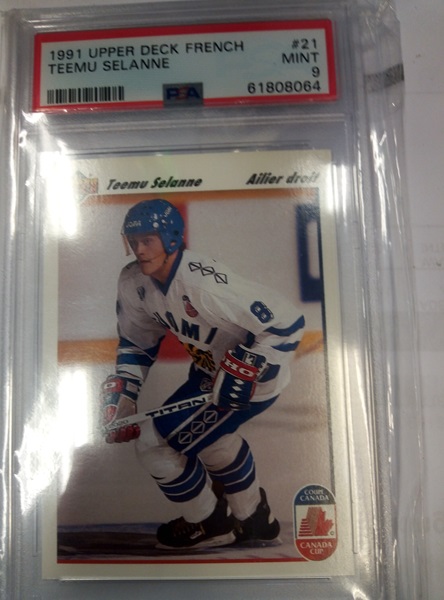 1991 UPPER DECK FRENCH #21
TEEMU SELANNE MINT
9
PSA 61808064
Teemu Selanne Ailier droit
8
SUOMI
HO
TITAN
COUPE CANADA
CANADA CUP